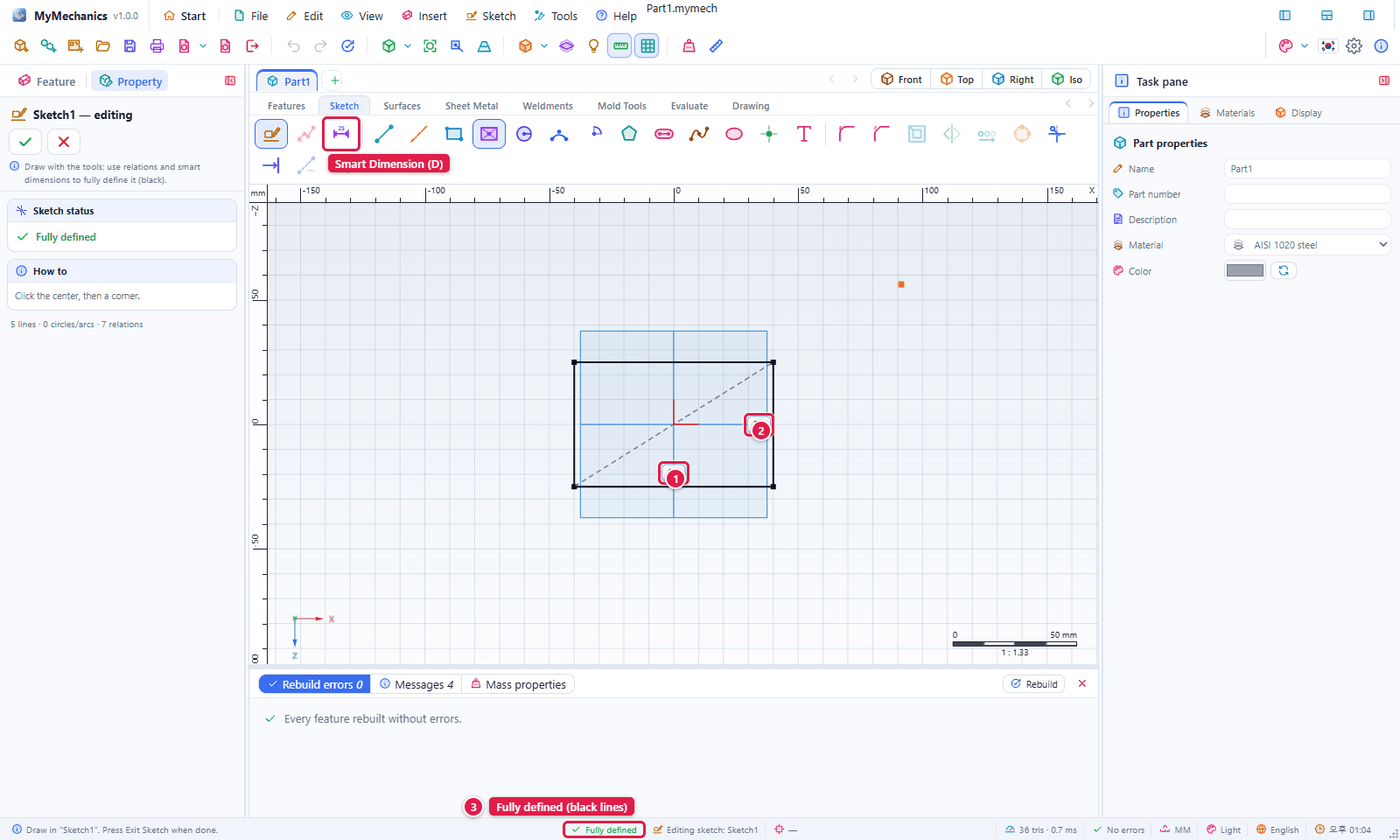 MyMechanics v1.0.0
Start File Edit View Insert Sketch Tools Help
Part1.mymech
Feature Property
Sketch1 — editing
Draw with the tools; use relations and smart
dimensions to fully define it (black).
Sketch status
Fully defined
How to
Click the center, then a corner.
5 lines · 0 circles/arcs · 7 relations
Part1
Front Top Right Iso
Features Sketch Surfaces Sheet Metal Weldments Mold Tools Evaluate Drawing
25
Smart Dimension (D)
mm -150 -100 -50 0 50 100 150 X
-Z
50
0
50
2
1
X
Z
0 50 mm
1 : 1.33
Rebuild errors 0 Messages 4 Mass properties Rebuild
Every feature rebuilt without errors.
3 Fully defined (black lines)
Task pane
Properties Materials Display
Part properties
Name Part1
Part number
Description
Material AISI 1020 steel
Color
Draw in "Sketch1". Press Exit Sketch when done. Fully defined Editing sketch: Sketch1 — 36 tris · 0.7 ms No errors MM Light English 오후 01:04